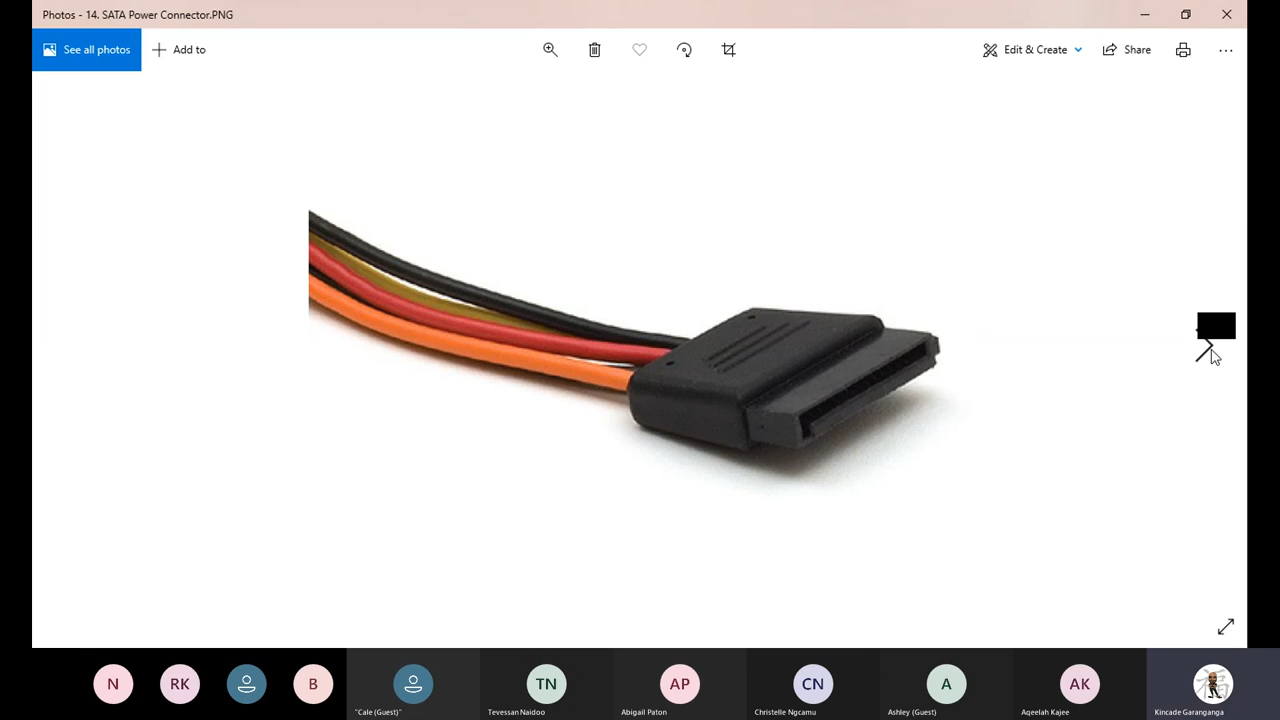 Photos - 14. SATA Power Connector.PNG
See all photos
Add to
Edit & Create
Share
N
RK
B
TN
AP
CN
A
AK
"Cale (Guest)"
Tevessan Naidoo
Abigail Paton
Christelle Ngcamu
Ashley (Guest)
Aqeelah Kajee
Kincade Garanganga